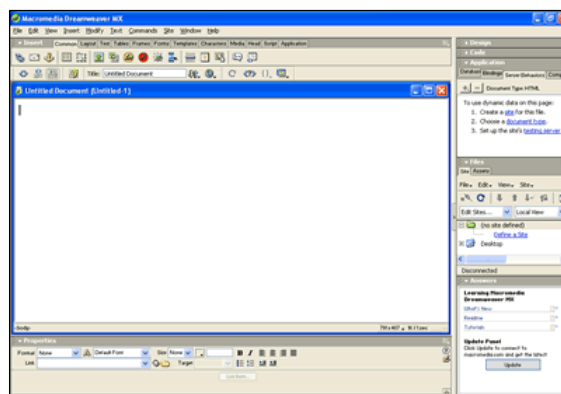 Macromedia Dreamweaver MX
File Edit View Insert Modify Text Commands Site Window Help
Insert Common Layout Text Tables Frames Forms Templates Characters Media Head Script Application
Title: Untitled Document
Untitled Document (Untitled-1)
<body>
1 K / 1 sec
Properties
Format None Default Font Size None B I
Link Target
Design
Code
Application
Databas Bindings Server Behaviors Comp
Document Type: HTML
To use dynamic data on this page:
1. Create a site for this file.
2. Choose a document type.
3. Set up the site's testing server
Files
Site Assets
File Edit View Site
Edit Sites... Local View
(no site defined)
Define a Site
Desktop
Disconnected
Answers
Learning Macromedia
Dreamweaver MX
What's New
Readme
Tutorials
Update Panel
Click Update to connect to
macromedia.com and get the latest
Update